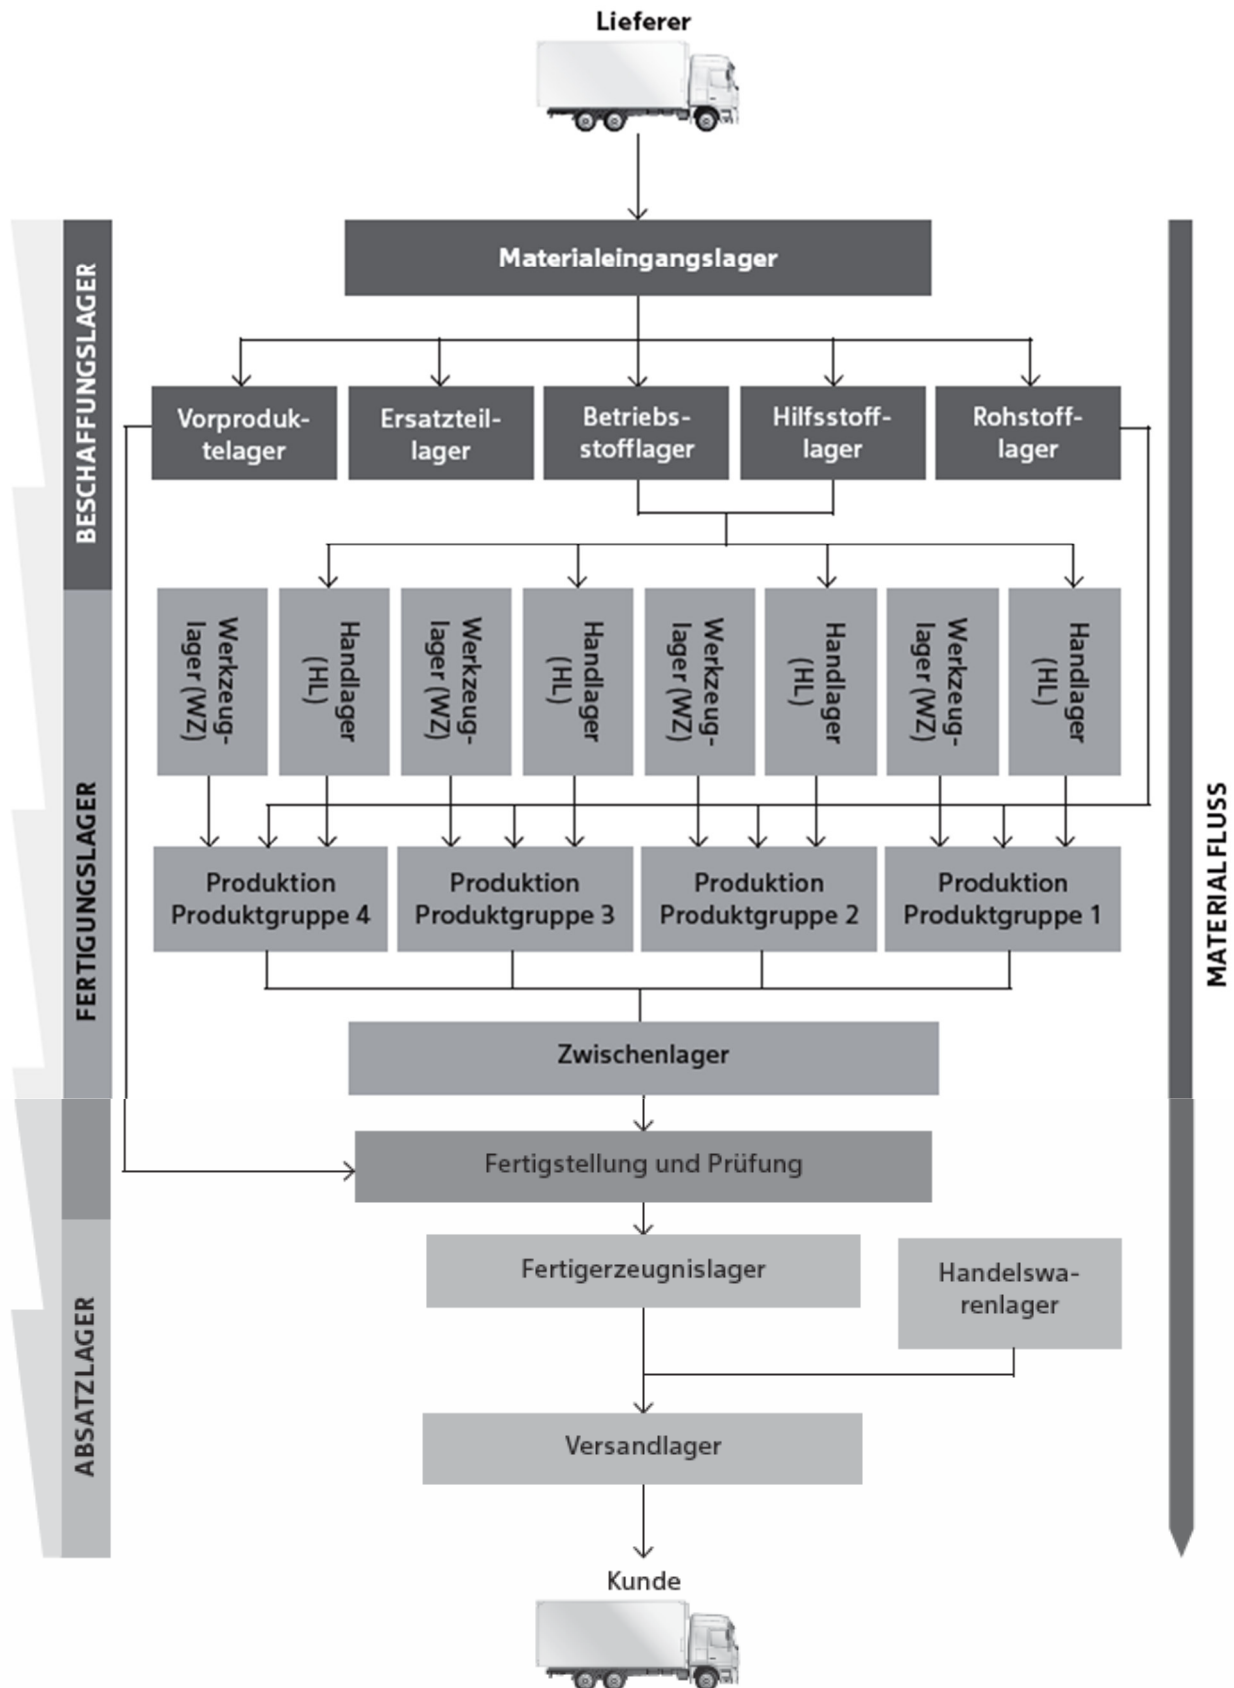 Lieferer
BESCHAFFUNGSLAGER
Materialeingangslager
Vorproduk-
telager
Ersatzteil-
lager
Betriebs-
stofflager
Hilfsstoff-
lager
Rohstoff-
lager
FERTIGUNGSLAGER
Werkzeug-
lager (WZ)
Handlager
(HL)
Werkzeug-
lager (WZ)
Handlager
(HL)
Werkzeug-
lager (WZ)
Handlager
(HL)
Werkzeug-
lager (WZ)
Handlager
(HL)
Produktion
Produktgruppe 4
Produktion
Produktgruppe 3
Produktion
Produktgruppe 2
Produktion
Produktgruppe 1
MATERIALFLUSS
Zwischenlager
Fertigstellung und Prüfung
ABSATZLAGER
Fertigerzeugnislager
Handelswa-
renlager
Versandlager
Kunde